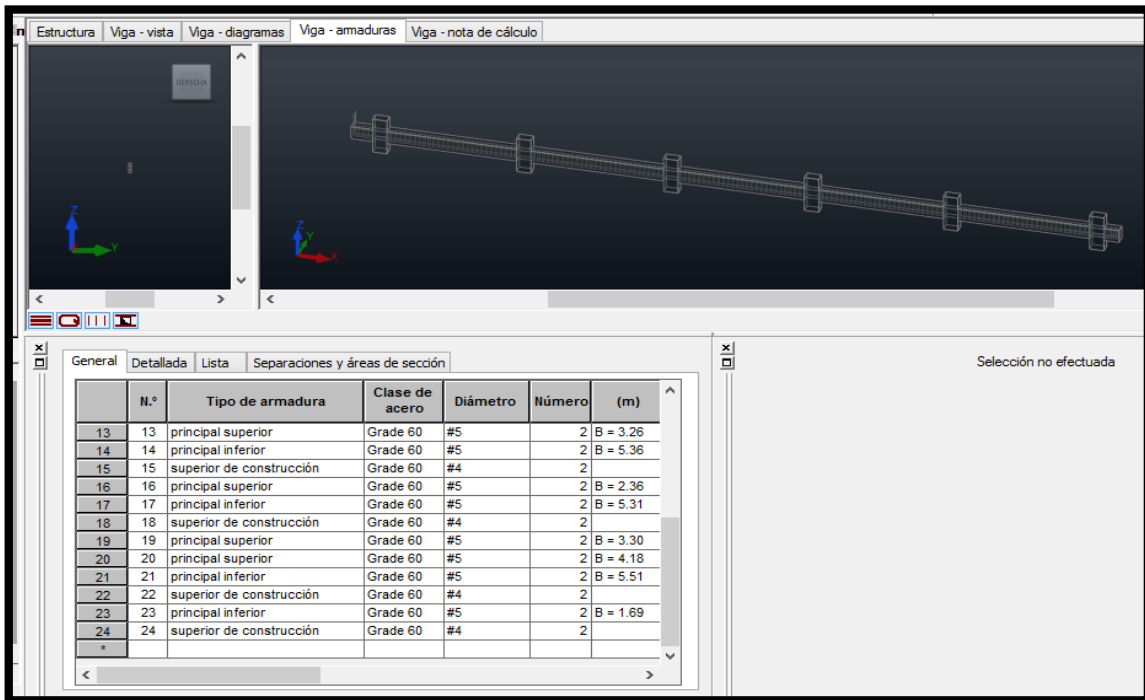 Estructura Viga - vista Viga - diagramas Viga - armaduras Viga - nota de cálculo
DERECHA
Z
Y
Z
Y
X
General Detallada Lista Separaciones y áreas de sección
Selección no efectuada
N.º Tipo de armadura Clase de acero Diámetro Número (m)
13 13 principal superior Grade 60 #5 2 B = 3.26
14 14 principal inferior Grade 60 #5 2 B = 5.36
15 15 superior de construcción Grade 60 #4 2
16 16 principal superior Grade 60 #5 2 B = 2.36
17 17 principal inferior Grade 60 #5 2 B = 5.31
18 18 superior de construcción Grade 60 #4 2
19 19 principal superior Grade 60 #5 2 B = 3.30
20 20 principal superior Grade 60 #5 2 B = 4.18
21 21 principal inferior Grade 60 #5 2 B = 5.51
22 22 superior de construcción Grade 60 #4 2
23 23 principal inferior Grade 60 #5 2 B = 1.69
24 24 superior de construcción Grade 60 #4 2
*